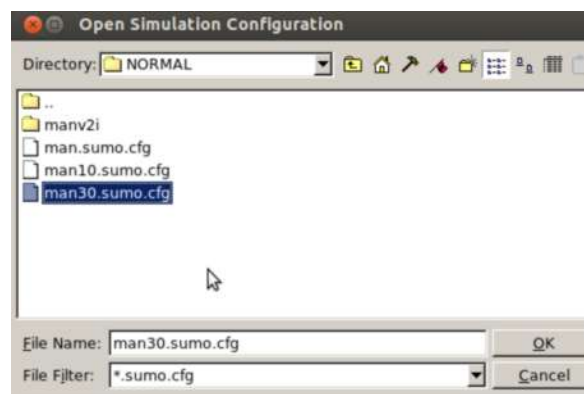 Open Simulation Configuration
Directory: NORMAL
..
manv2i
man.sumo.cfg
man10.sumo.cfg
man30.sumo.cfg
File Name: man30.sumo.cfg
OK
File Filter: *.sumo.cfg
Cancel